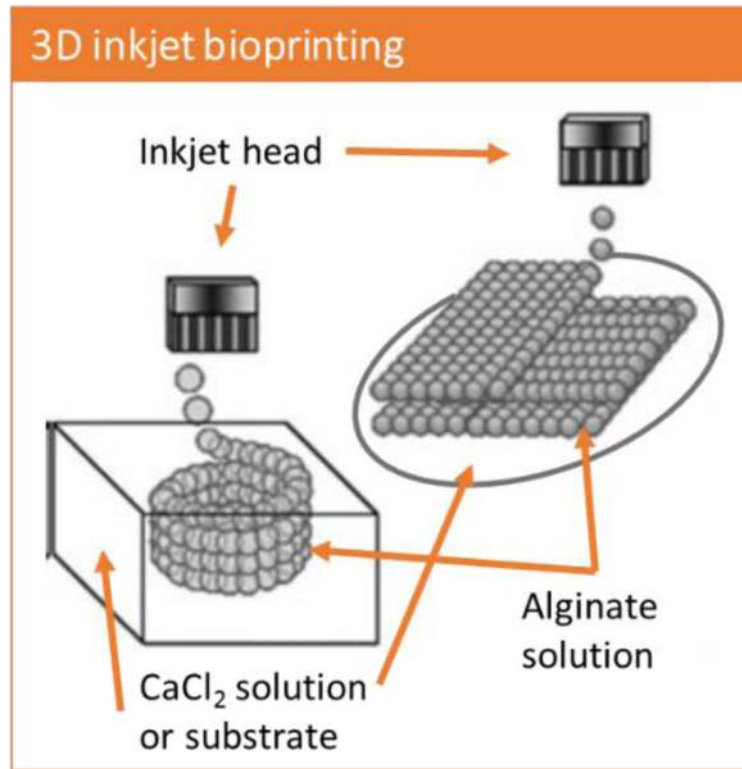 3D inkjet bioprinting
Inkjet head
Alginate
solution
CaCl₂ solution
or substrate